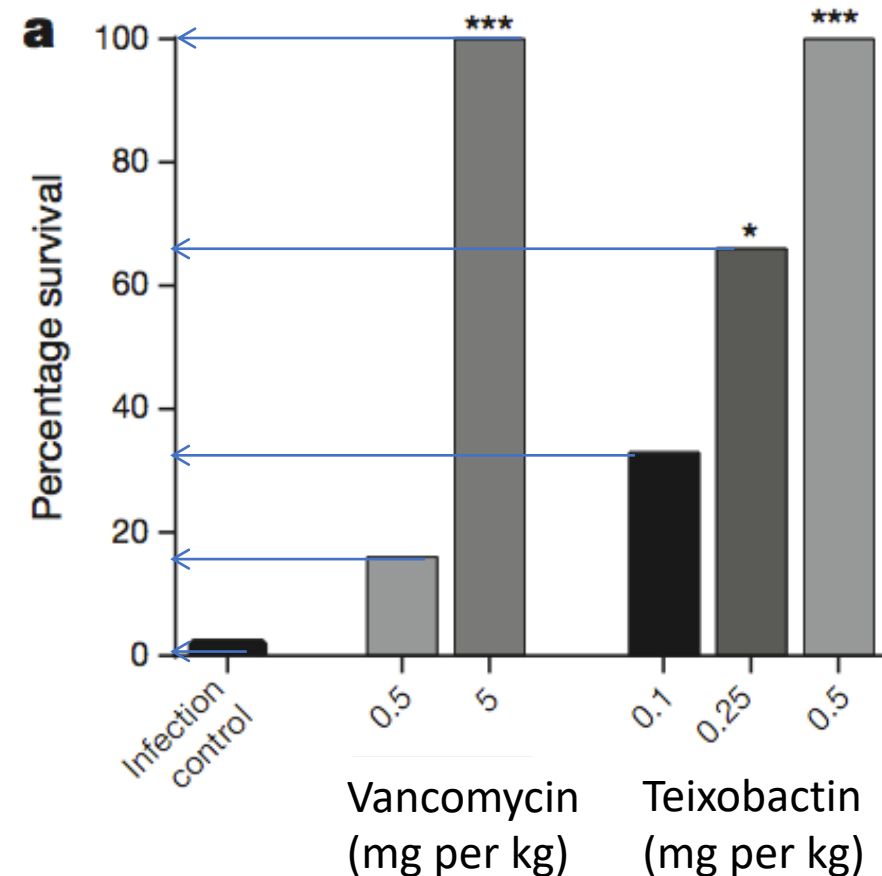 a
Percentage survival
100
80
60
40
20
0
***
*
***
Infection
control
0.5
5
0.1
0.25
0.5
Vancomycin
(mg per kg)
Teixobactin
(mg per kg)